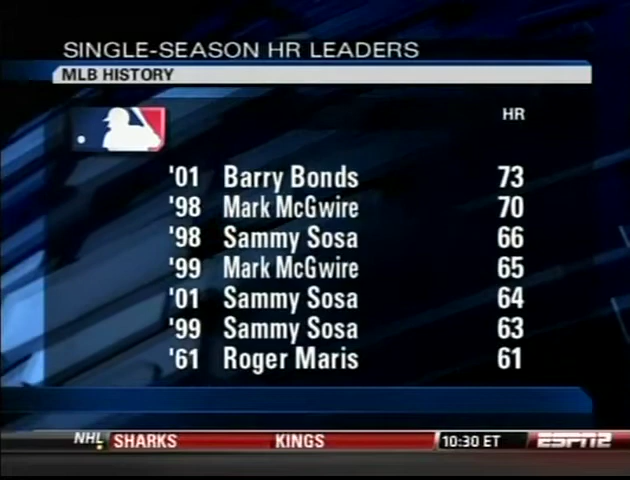 SINGLE-SEASON HR LEADERS
MLB HISTORY
HR
'01 Barry Bonds 73
'98 Mark McGwire 70
'98 Sammy Sosa 66
'99 Mark McGwire 65
'01 Sammy Sosa 64
'99 Sammy Sosa 63
'61 Roger Maris 61
NHL SHARKS KINGS 10:30 ET ESPN2